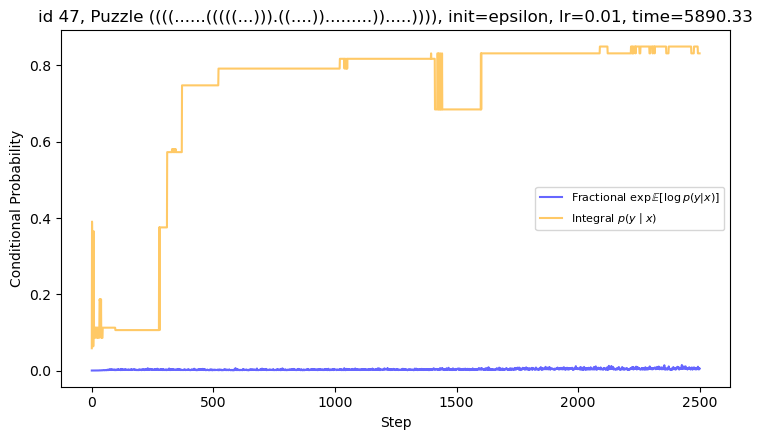 id 47, Puzzle ((((......(((((...))).((....)).........)).....)))), init=epsilon, lr=0.01, time=5890.33
Conditional Probability
0.8
0.6
0.4
0.2
0.0
Fractional exp𝔼[log p(y|x)]
Integral p(y | x)
0
500
1000
1500
2000
2500
Step